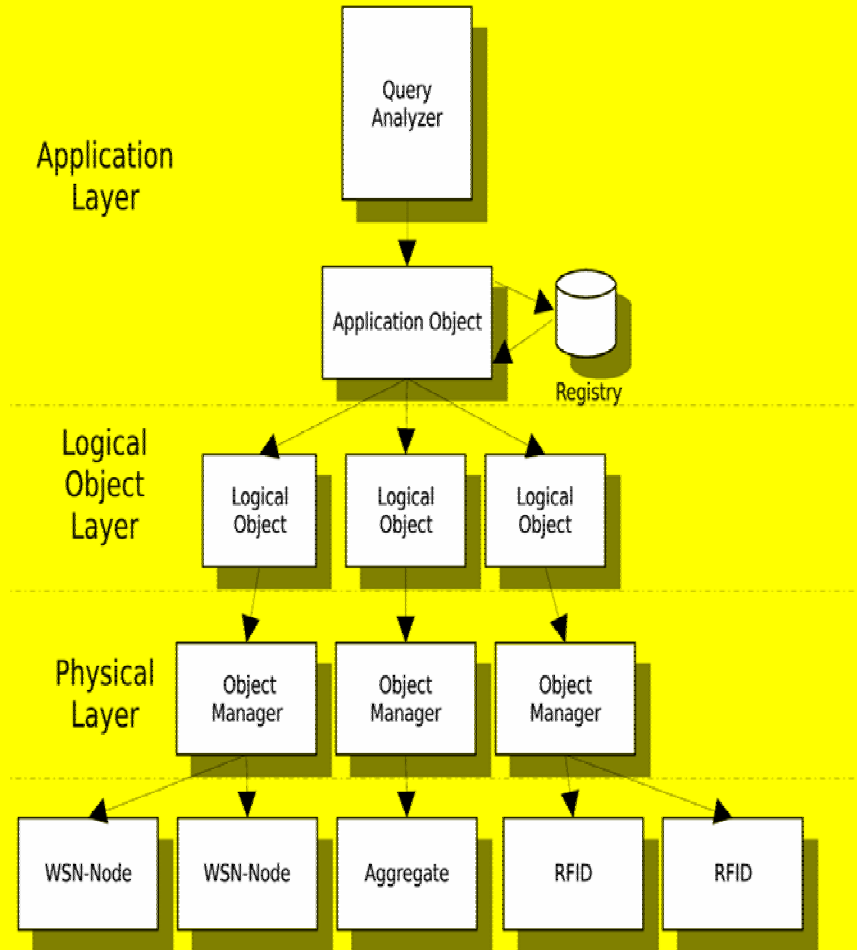 Query
Analyzer
Application
Layer
Application Object
Registry
Logical
Object
Layer
Logical
Object
Logical
Object
Logical
Object
Physical
Layer
Object
Manager
Object
Manager
Object
Manager
WSN-Node
WSN-Node
Aggregate
RFID
RFID